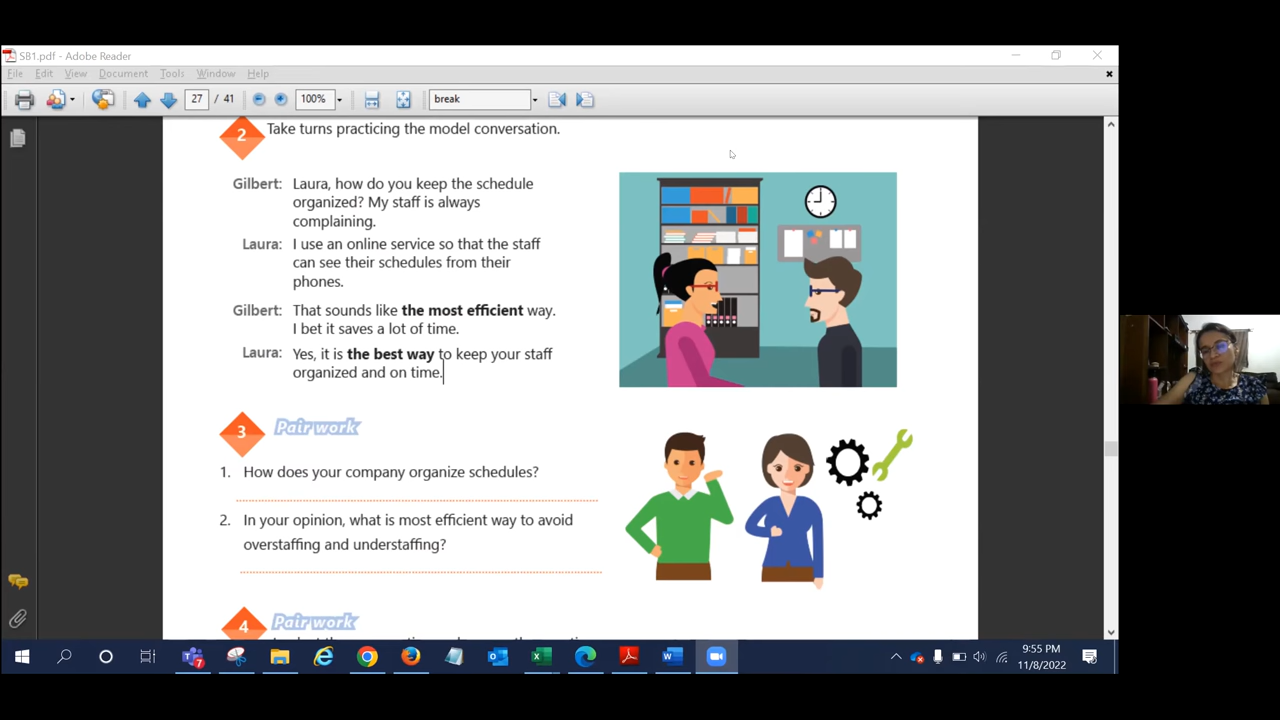 SB1.pdf - Adobe Reader
File Edit View Document Tools Window Help
27 / 41 100% break
2 Take turns practicing the model conversation.
Gilbert: Laura, how do you keep the schedule
organized? My staff is always
complaining.
Laura: I use an online service so that the staff
can see their schedules from their
phones.
Gilbert: That sounds like the most efficient way.
I bet it saves a lot of time.
Laura: Yes, it is the best way to keep your staff
organized and on time.
3 Pair work
1. How does your company organize schedules?
2. In your opinion, what is most efficient way to avoid
overstaffing and understaffing?
4 Pair work
7
9:55 PM
11/8/2022